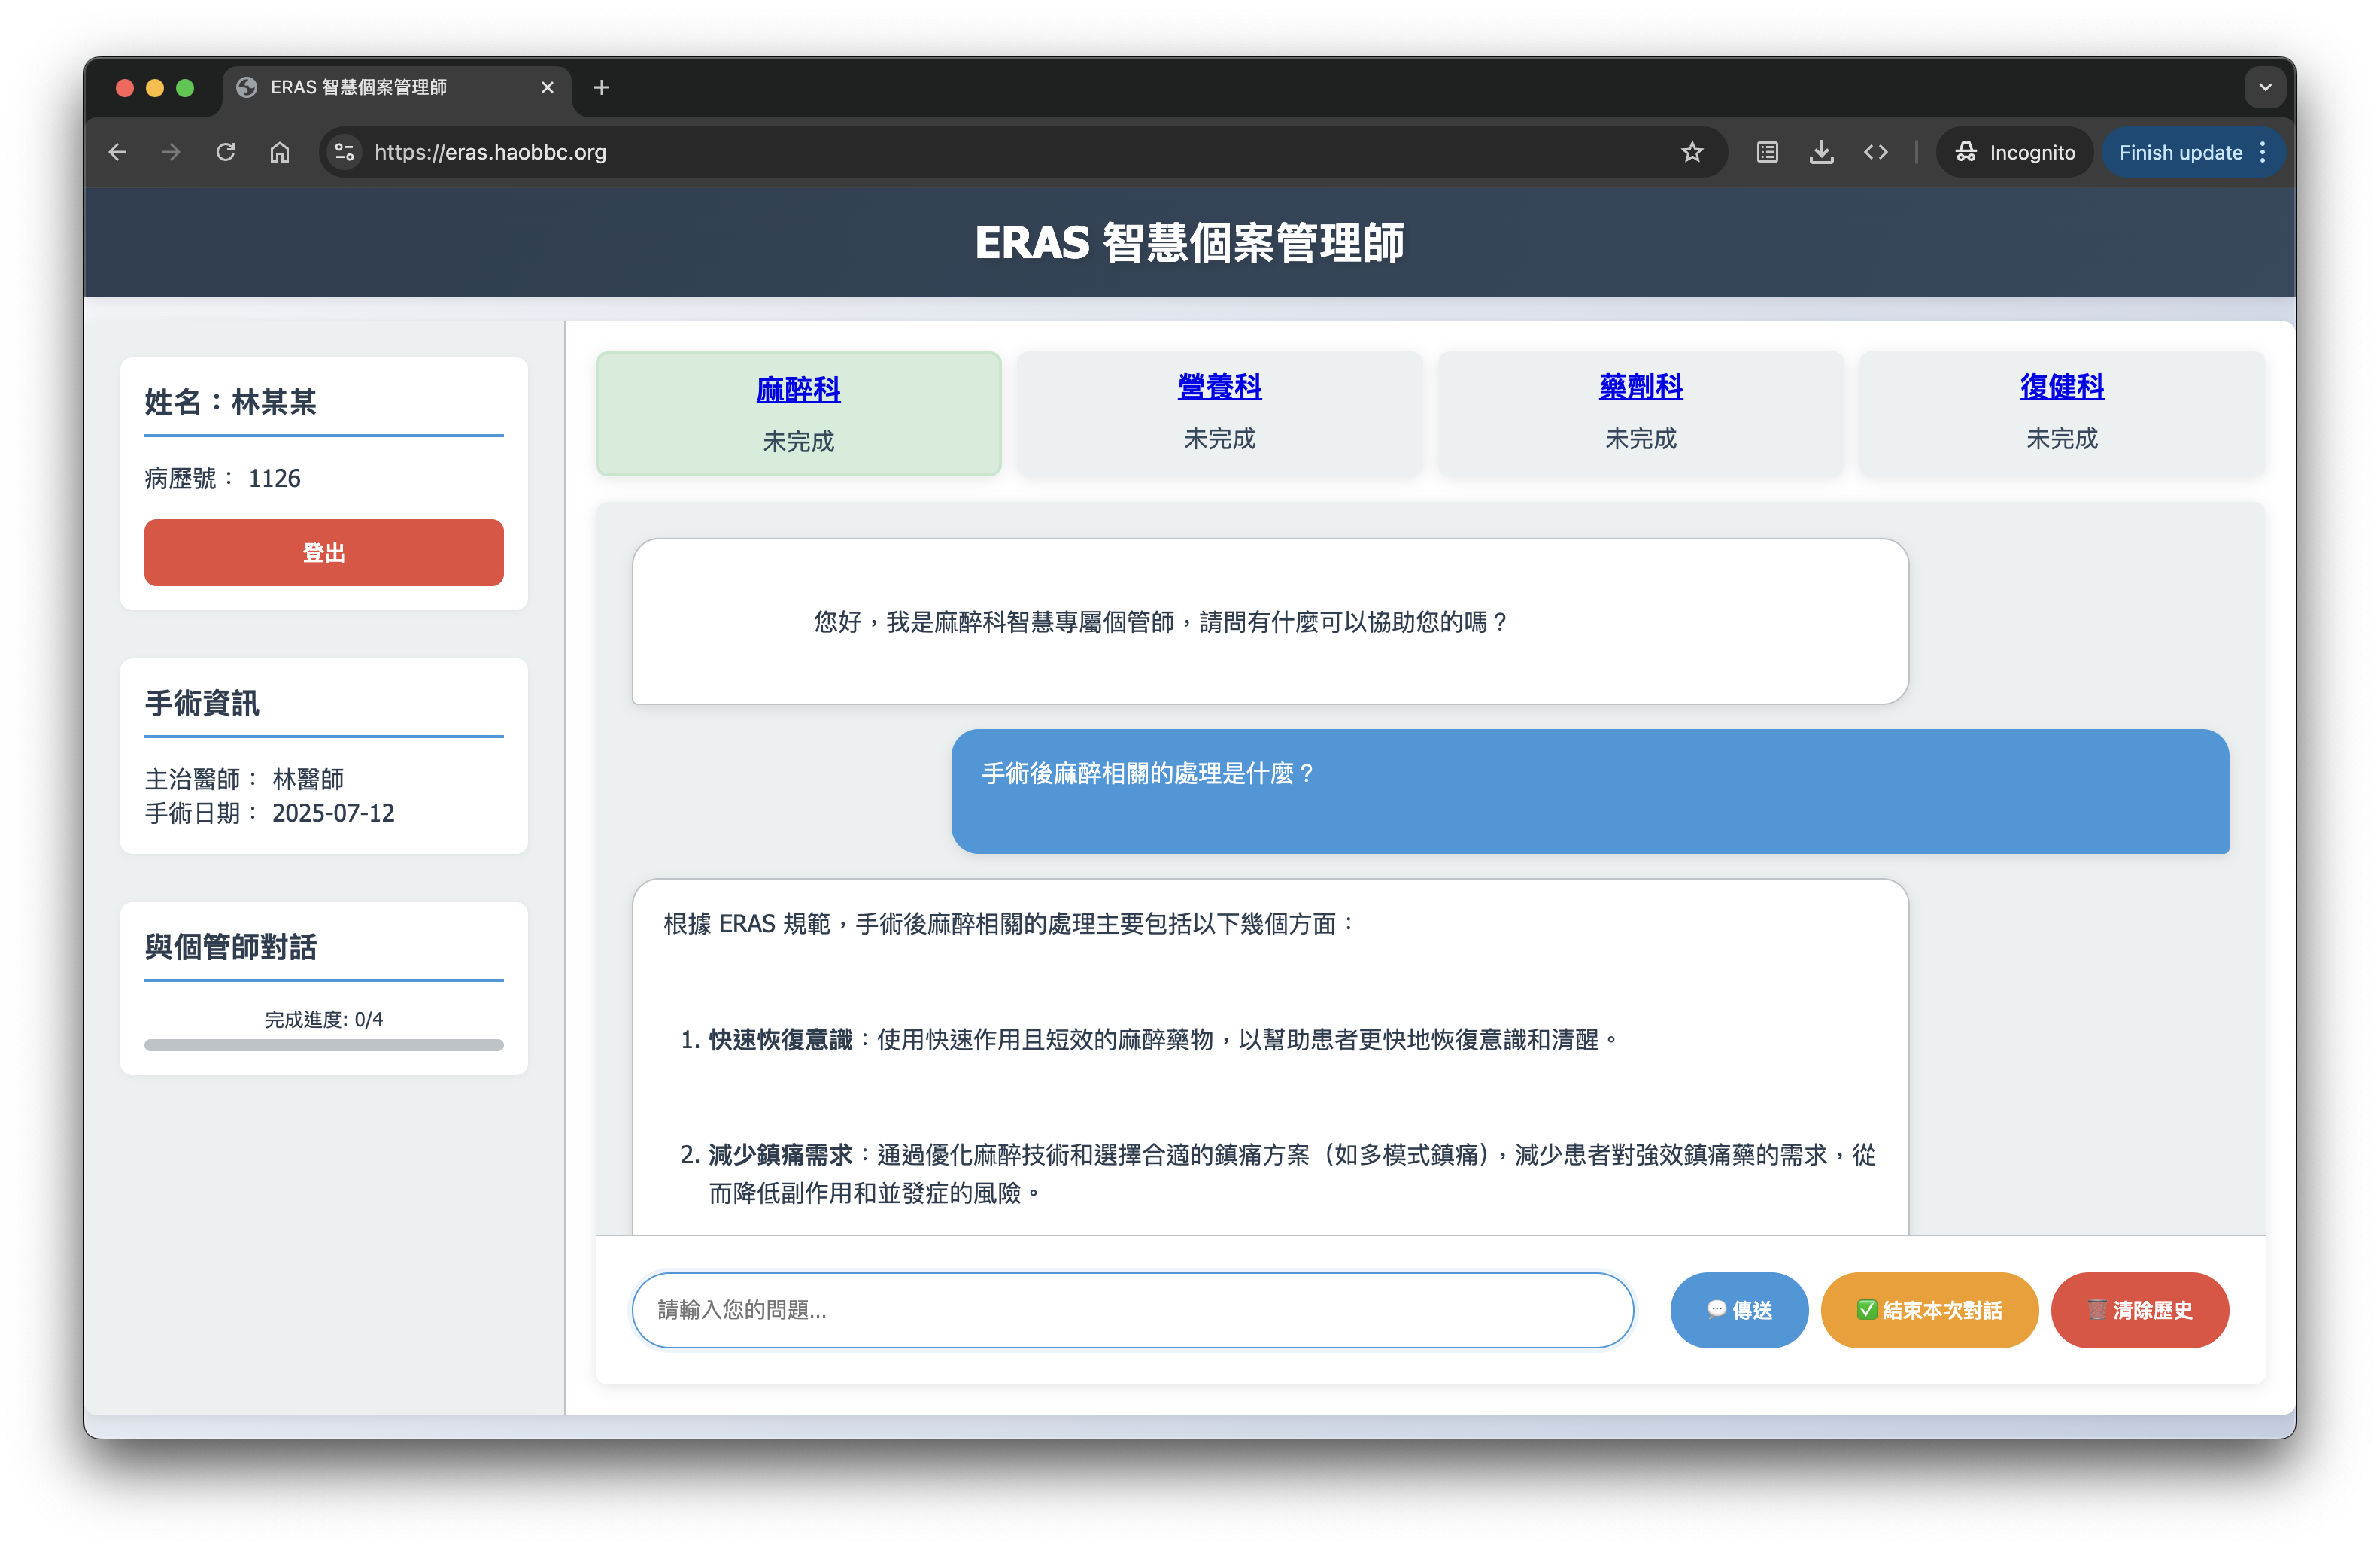 ERAS 智慧個案管理師
https://eras.haobbc.org
Incognito
Finish update
ERAS 智慧個案管理師
姓名：林某某
病歷號： 1126
登出
手術資訊
主治醫師： 林醫師
手術日期： 2025-07-12
與個管師對話
完成進度: 0/4
麻醉科
未完成
營養科
未完成
藥劑科
未完成
復健科
未完成
您好，我是麻醉科智慧專屬個管師，請問有什麼可以協助您的嗎？
手術後麻醉相關的處理是什麼？
根據 ERAS 規範，手術後麻醉相關的處理主要包括以下幾個方面：
1. 快速恢復意識：使用快速作用且短效的麻醉藥物，以幫助患者更快地恢復意識和清醒。
2. 減少鎮痛需求：通過優化麻醉技術和選擇合適的鎮痛方案（如多模式鎮痛），減少患者對強效鎮痛藥的需求，從
而降低副作用和並發症的風險。
請輸入您的問題...
💬 傳送
✅ 結束本次對話
🗑️ 清除歷史